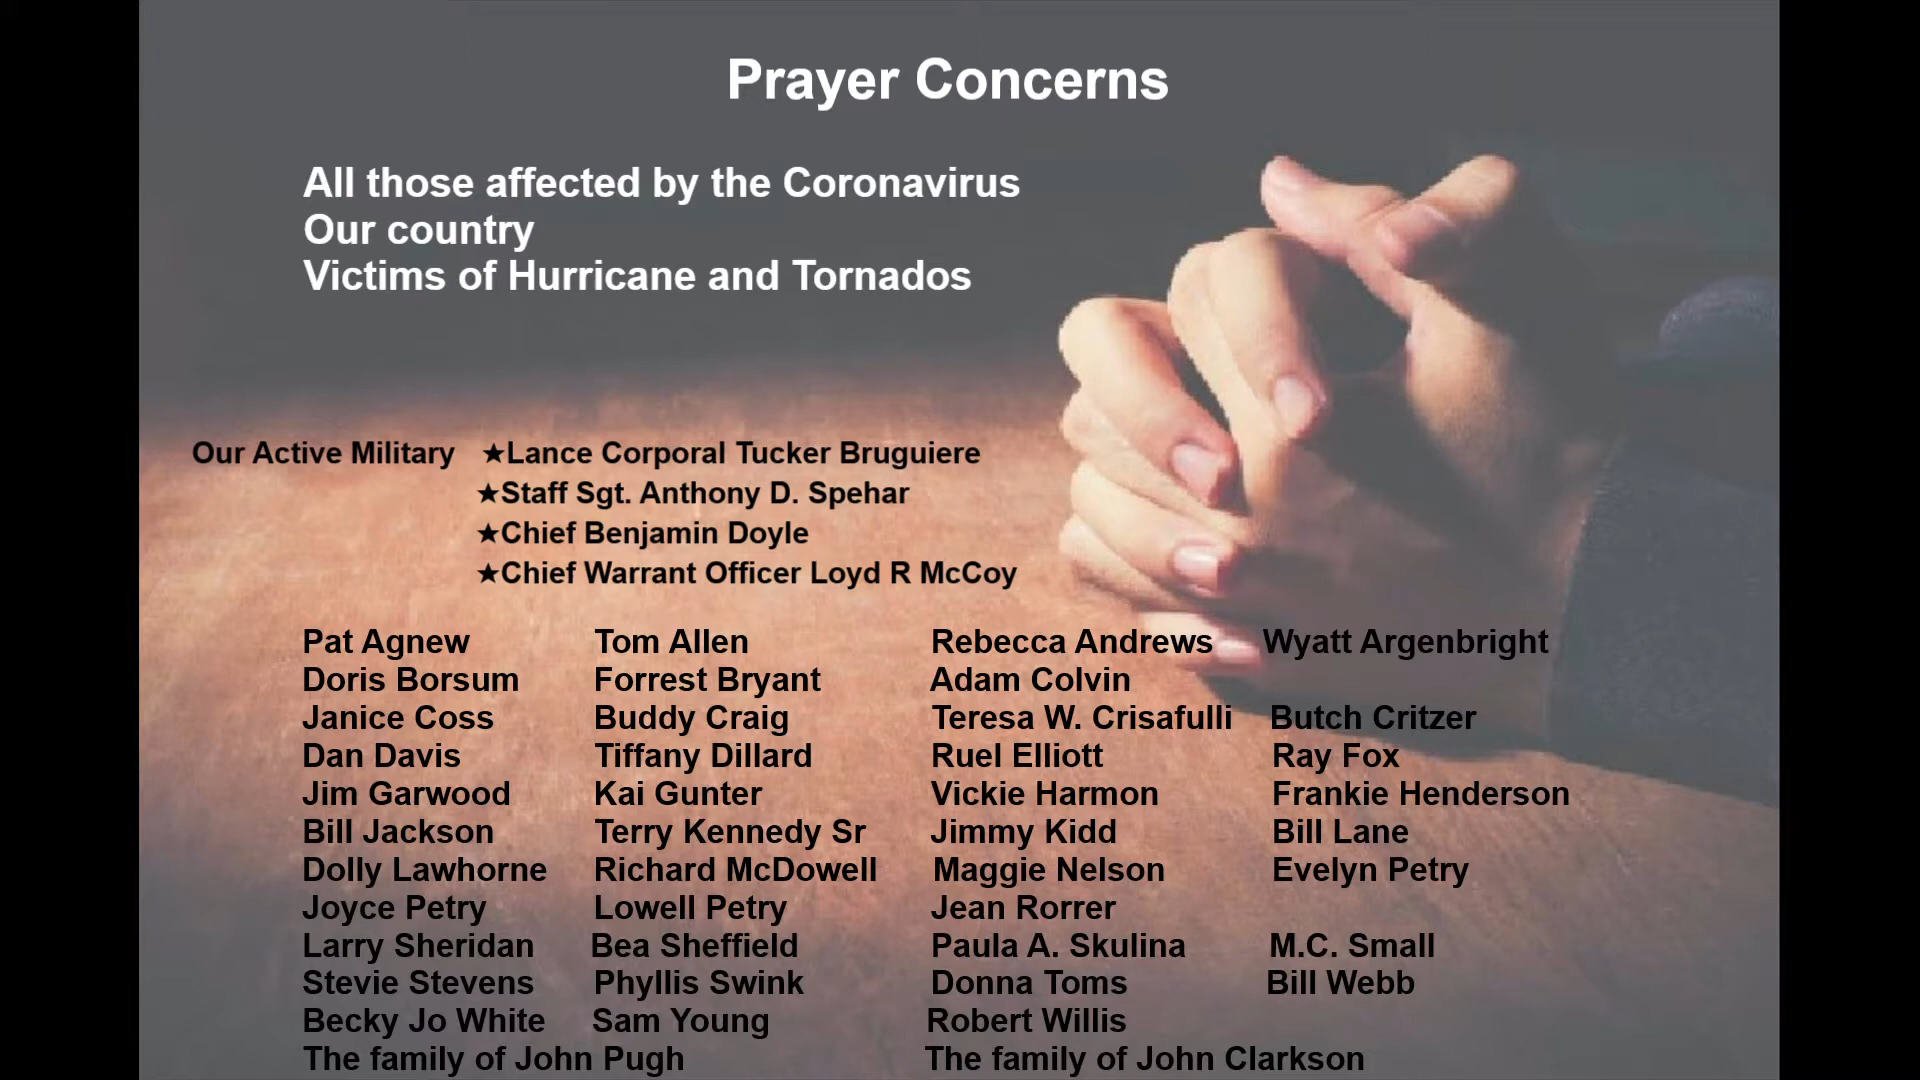 Prayer Concerns
All those affected by the Coronavirus
Our country
Victims of Hurricane and Tornados
Our Active Military ★Lance Corporal Tucker Bruguiere
★Staff Sgt. Anthony D. Spehar
★Chief Benjamin Doyle
★Chief Warrant Officer Loyd R McCoy
Pat Agnew Tom Allen Rebecca Andrews Wyatt Argenbright
Doris Borsum Forrest Bryant Adam Colvin
Janice Coss Buddy Craig Teresa W. Crisafulli Butch Critzer
Dan Davis Tiffany Dillard Ruel Elliott Ray Fox
Jim Garwood Kai Gunter Vickie Harmon Frankie Henderson
Bill Jackson Terry Kennedy Sr Jimmy Kidd Bill Lane
Dolly Lawhorne Richard McDowell Maggie Nelson Evelyn Petry
Joyce Petry Lowell Petry Jean Rorrer
Larry Sheridan Bea Sheffield Paula A. Skulina M.C. Small
Stevie Stevens Phyllis Swink Donna Toms Bill Webb
Becky Jo White Sam Young Robert Willis
The family of John Pugh The family of John Clarkson